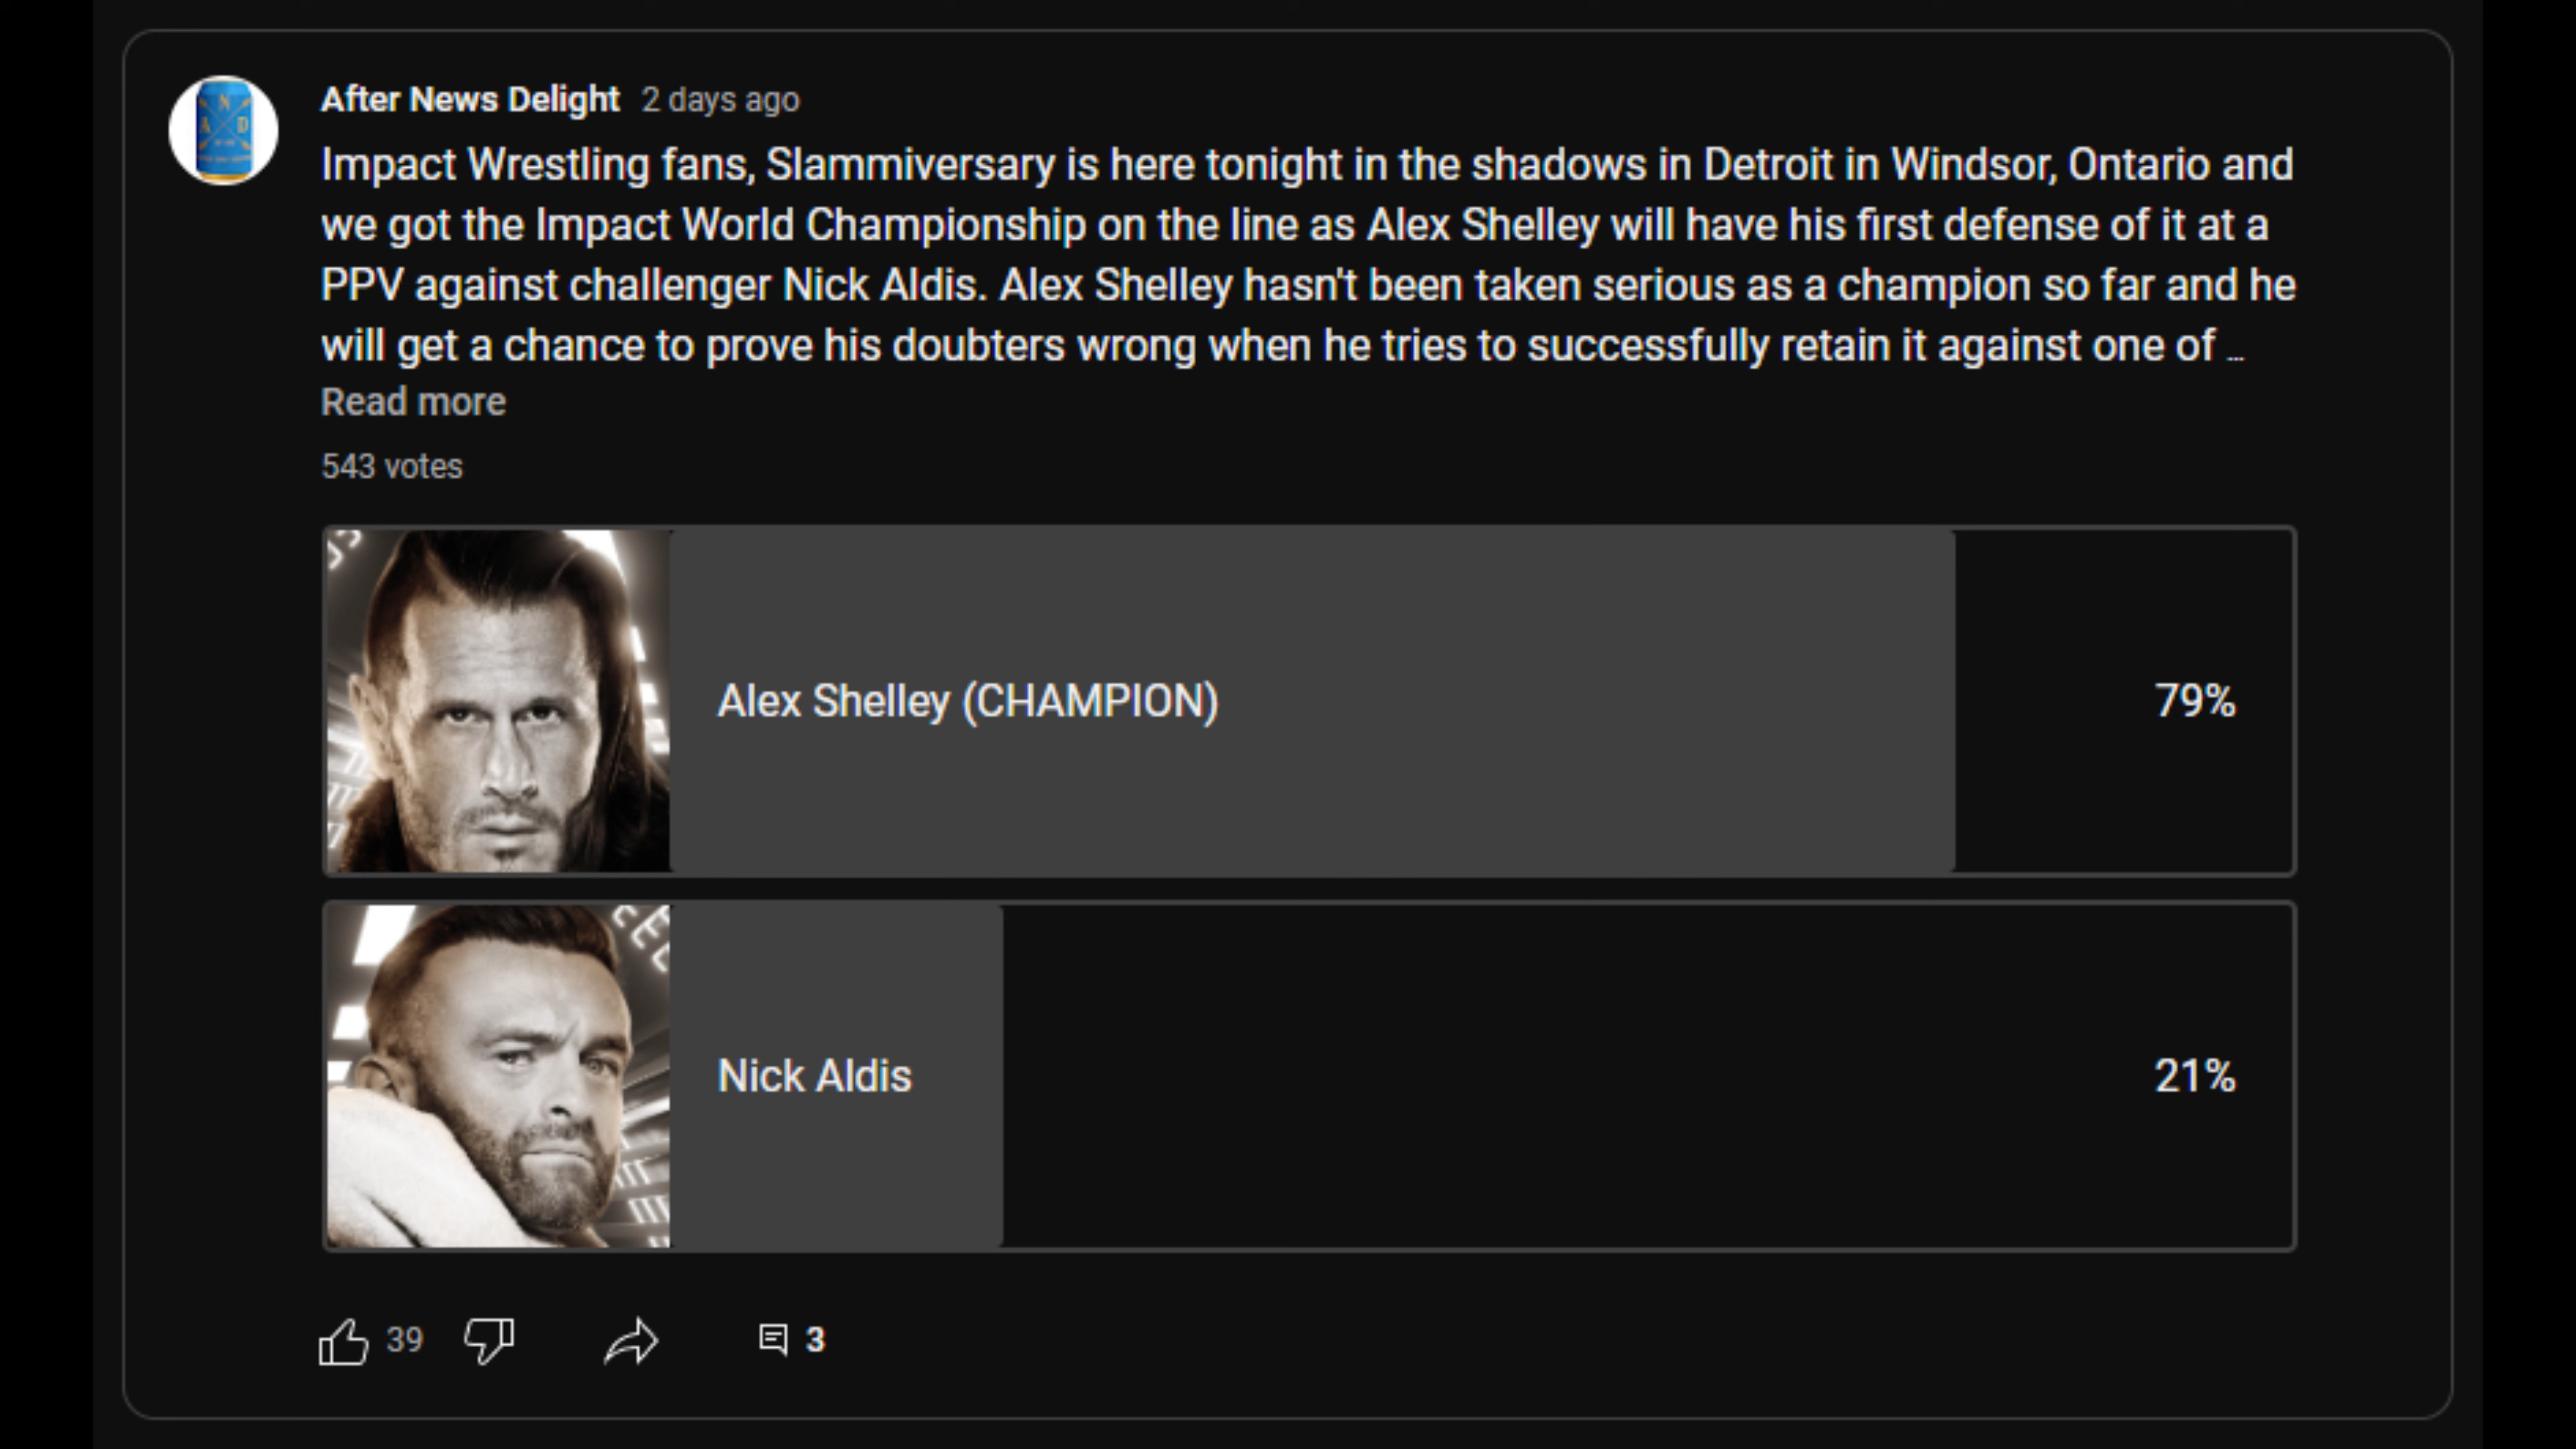 After News Delight 2 days ago
Impact Wrestling fans, Slammiversary is here tonight in the shadows in Detroit in Windsor, Ontario and
we got the Impact World Championship on the line as Alex Shelley will have his first defense of it at a
PPV against challenger Nick Aldis. Alex Shelley hasn't been taken serious as a champion so far and he
will get a chance to prove his doubters wrong when he tries to successfully retain it against one of ...
Read more
543 votes
Alex Shelley (CHAMPION) 79%
Nick Aldis 21%
39 3